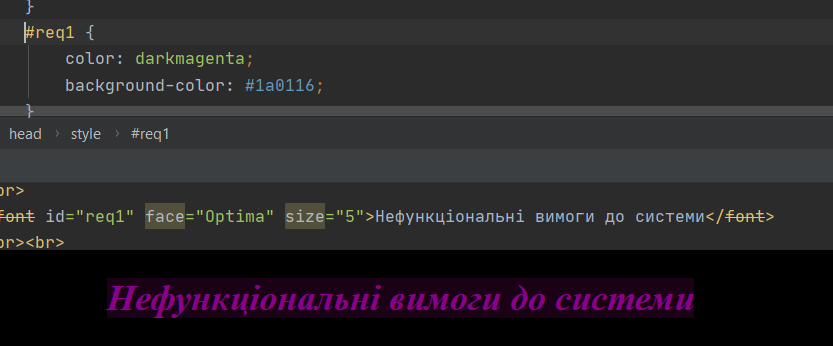 }
#req1 {
color: darkmagenta;
background-color: #1a0116;
}
head › style › #req1
br>
font id="req1" face="Optima" size="5">Нефункціональні вимоги до системи</font>
br><br>
Нефункціональні вимоги до системи